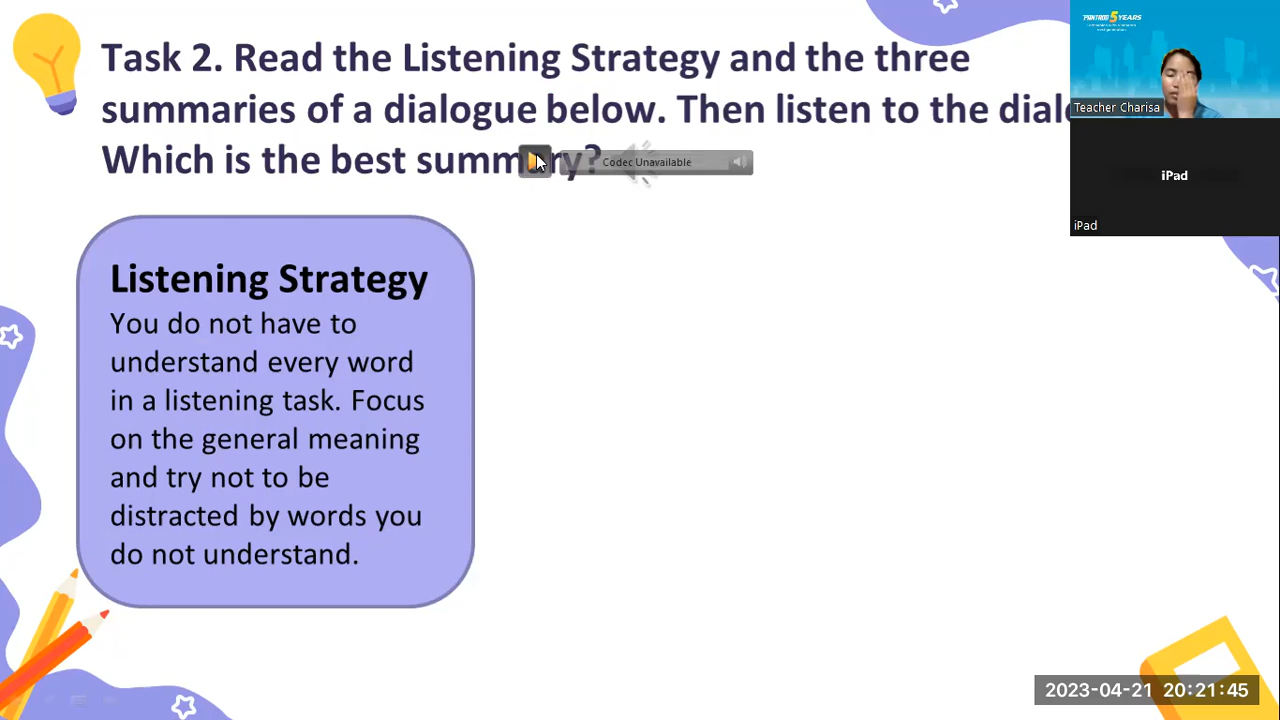 Task 2. Read the Listening Strategy and the three
summaries of a dialogue below. Then listen to the
Which is the best summary?
Codec Unavailable
Listening Strategy
You do not have to
understand every word
in a listening task. Focus
on the general meaning
and try not to be
distracted by words you
do not understand.
5 YEARS
Teacher Charisa
iPad
iPad
2023-04-21 20:21:45